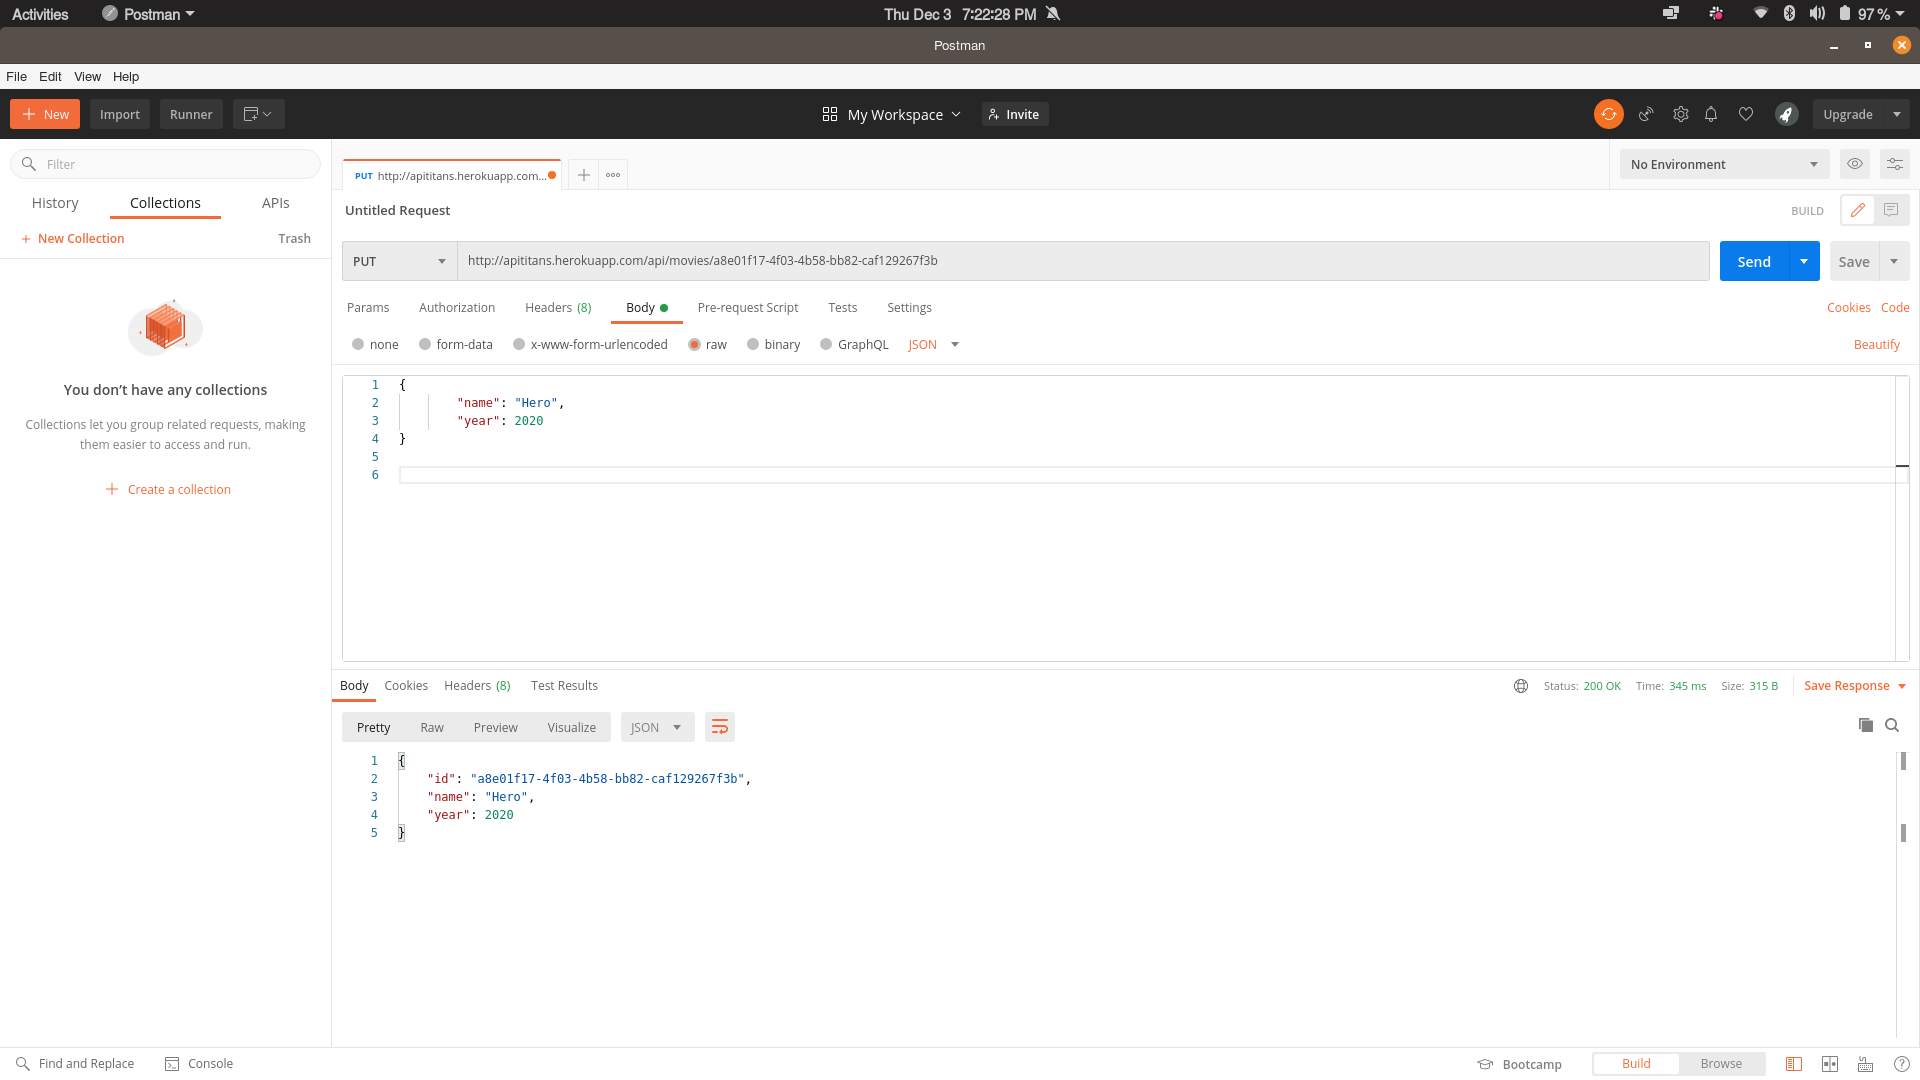 Activities Postman Thu Dec 3 7:22:28 PM 97 %
Postman
File Edit View Help
New Import Runner My Workspace Invite Upgrade
Filter
PUT http://apititans.herokuapp.com... No Environment
History Collections APIs
Untitled Request BUILD
New Collection Trash
PUT http://apititans.herokuapp.com/api/movies/a8e01f17-4f03-4b58-bb82-caf129267f3b Send Save
Params Authorization Headers (8) Body Pre-request Script Tests Settings Cookies Code
none form-data x-www-form-urlencoded raw binary GraphQL JSON Beautify
1 {
2 "name": "Hero",
3 "year": 2020
4 }
5
6
You don't have any collections
Collections let you group related requests, making
them easier to access and run.
Create a collection
Body Cookies Headers (8) Test Results Status: 200 OK Time: 345 ms Size: 315 B Save Response
Pretty Raw Preview Visualize JSON
1 {
2 "id": "a8e01f17-4f03-4b58-bb82-caf129267f3b",
3 "name": "Hero",
4 "year": 2020
5 }
Find and Replace Console Bootcamp Build Browse